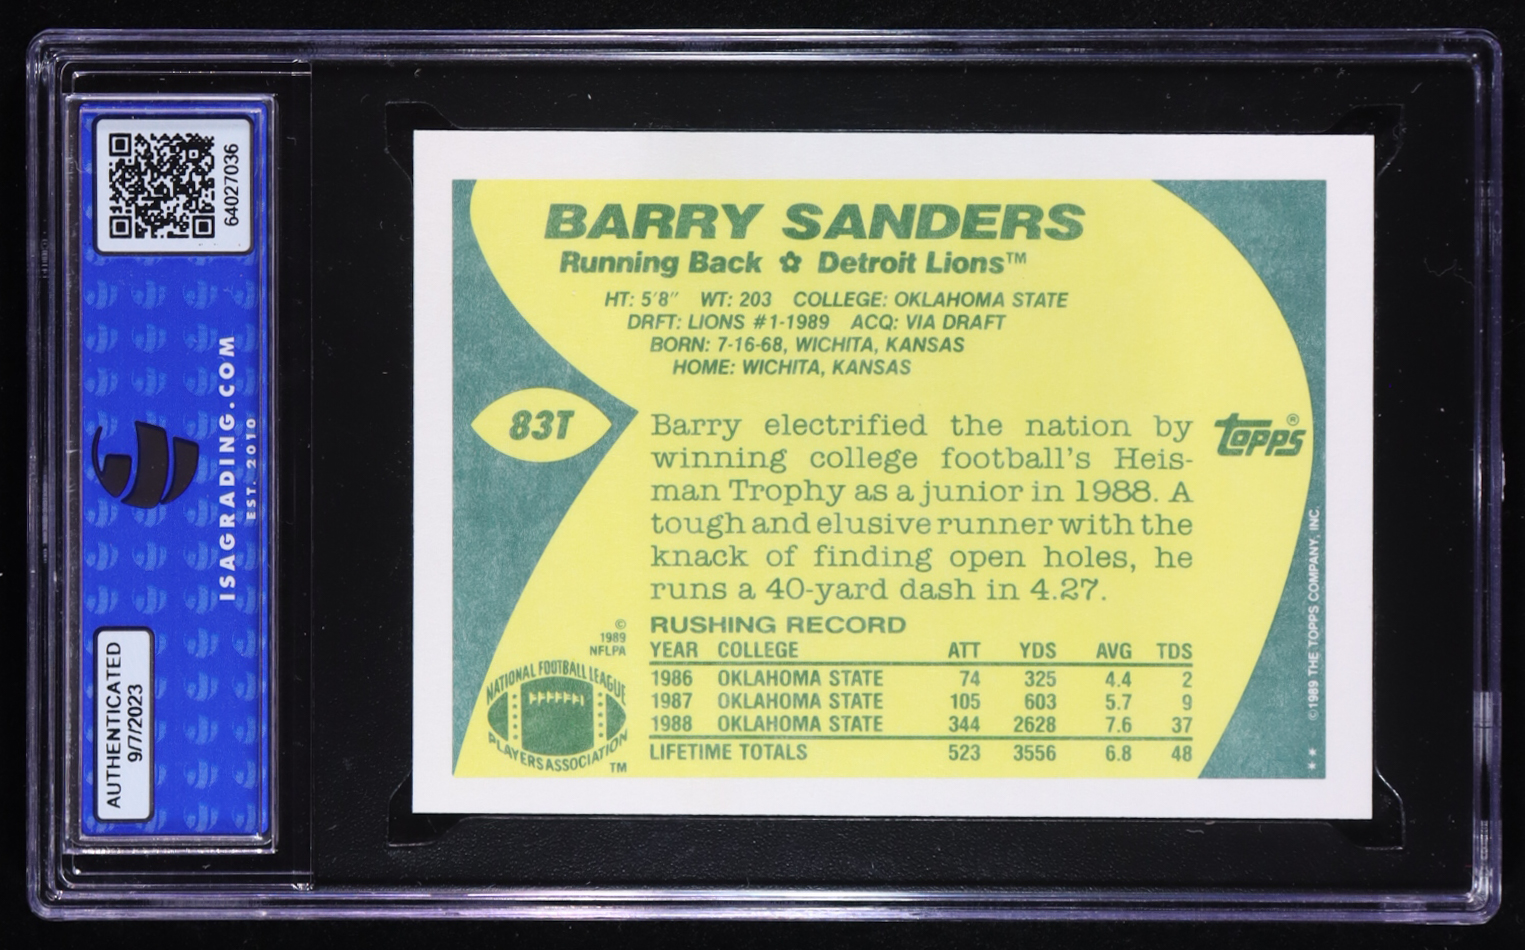 64027036
ISAGRADING.COM
EST. 2010
AUTHENTICATED
9/7/2023
BARRY SANDERS
Running Back ✿ Detroit Lions™
HT: 5'8" WT: 203 COLLEGE: OKLAHOMA STATE
DRFT: LIONS #1-1989 ACQ: VIA DRAFT
BORN: 7-16-68, WICHITA, KANSAS
HOME: WICHITA, KANSAS
83T
Barry electrified the nation by
winning college football's Heis-
man Trophy as a junior in 1988. A
tough and elusive runner with the
knack of finding open holes, he
runs a 40-yard dash in 4.27.
topps®
©1989 THE TOPPS COMPANY, INC.
**
©
1989
NFLPA
NATIONAL FOOTBALL LEAGUE
PLAYERS ASSOCIATION
TM
RUSHING RECORD
YEAR COLLEGE ATT YDS AVG TDS
1986 OKLAHOMA STATE 74 325 4.4 2
1987 OKLAHOMA STATE 105 603 5.7 9
1988 OKLAHOMA STATE 344 2628 7.6 37
LIFETIME TOTALS 523 3556 6.8 48